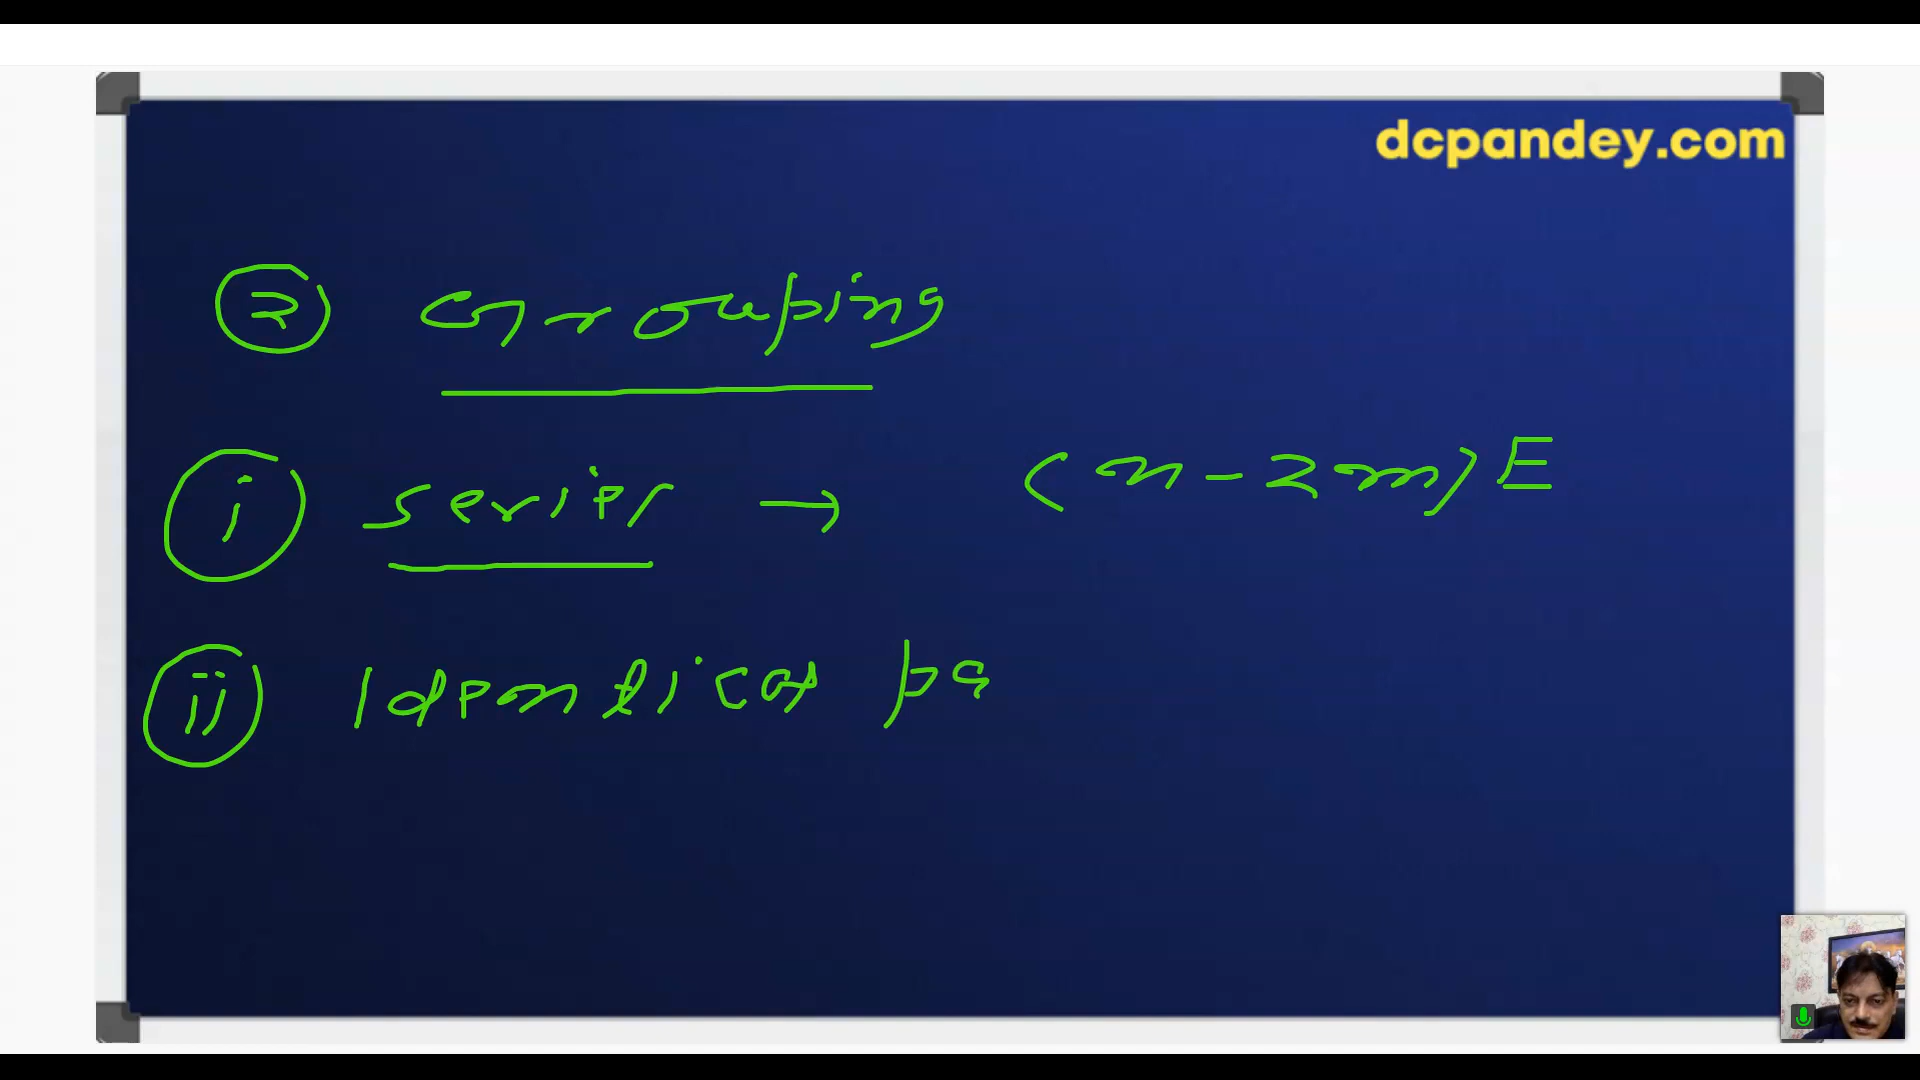 dcpandey.com
2 Grouping
i series → (n-2m)E
ii Identical pa